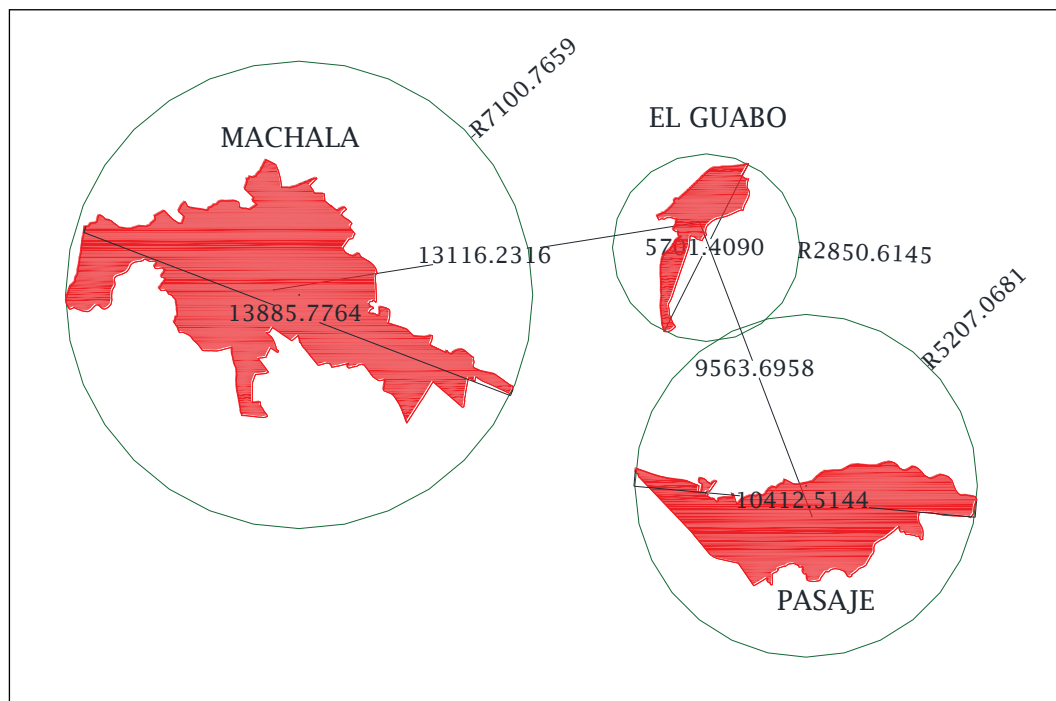 R7100.7659
EL GUABO
MACHALA
13116.2316
5701.4090
R2850.6145
13885.7764
R5207.0681
9563.6958
10412.5144
PASAJE